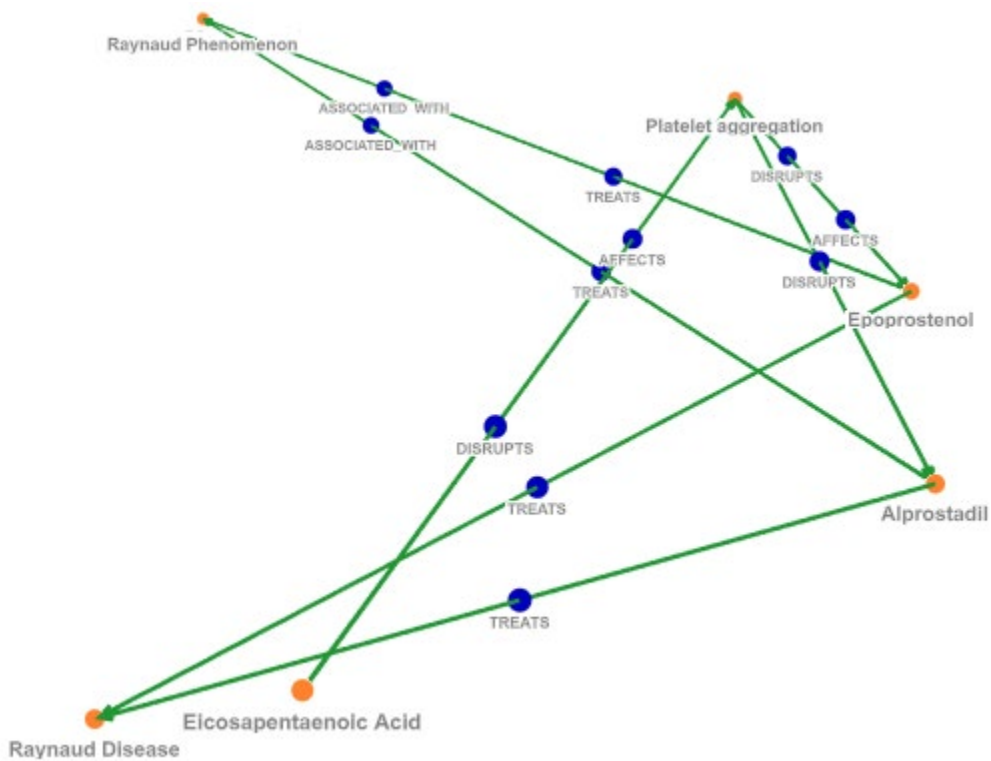 Raynaud Phenomenon
ASSOCIATED_WITH
Platelet aggregation
ASSOCIATED_WITH
DISRUPTS
TREATS
AFFECTS
AFFECTS
DISRUPTS
TREATS
Epoprostenol
DISRUPTS
TREATS
Alprostadil
TREATS
Eicosapentaenoic Acid
Raynaud Disease